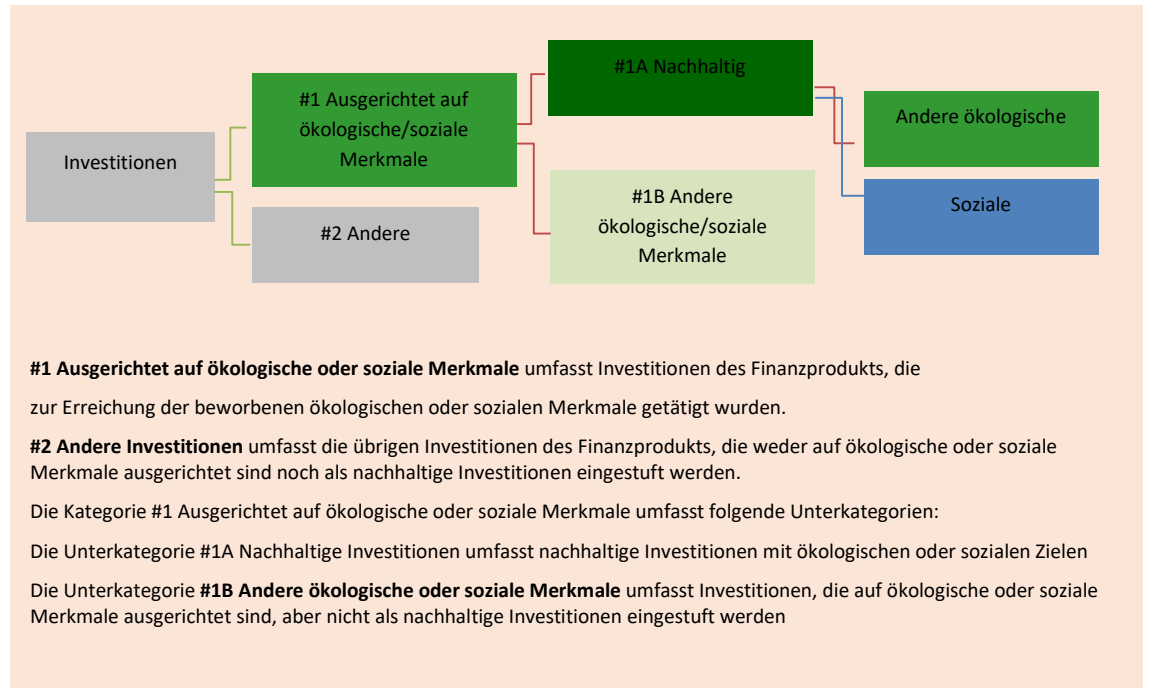 #1A Nachhaltig
#1 Ausgerichtet auf
ökologische/soziale
Merkmale
Andere ökologische
Investitionen
#1B Andere
ökologische/soziale
Merkmale
Soziale
#2 Andere
#1 Ausgerichtet auf ökologische oder soziale Merkmale umfasst Investitionen des Finanzprodukts, die
zur Erreichung der beworbenen ökologischen oder sozialen Merkmale getätigt wurden.
#2 Andere Investitionen umfasst die übrigen Investitionen des Finanzprodukts, die weder auf ökologische oder soziale
Merkmale ausgerichtet sind noch als nachhaltige Investitionen eingestuft werden.
Die Kategorie #1 Ausgerichtet auf ökologische oder soziale Merkmale umfasst folgende Unterkategorien:
Die Unterkategorie #1A Nachhaltige Investitionen umfasst nachhaltige Investitionen mit ökologischen oder sozialen Zielen
Die Unterkategorie #1B Andere ökologische oder soziale Merkmale umfasst Investitionen, die auf ökologische oder soziale
Merkmale ausgerichtet sind, aber nicht als nachhaltige Investitionen eingestuft werden